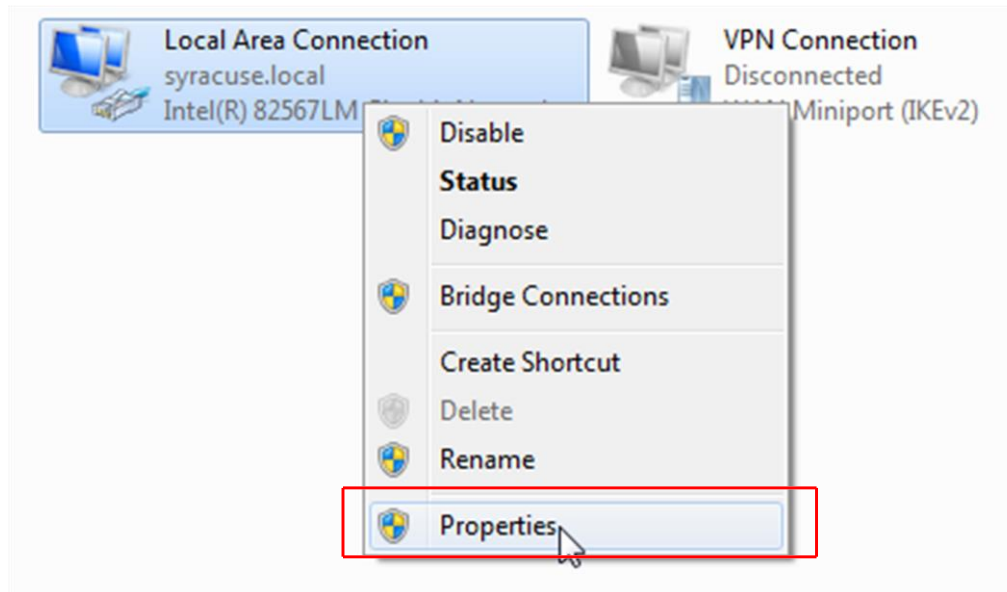 Local Area Connection
syracuse.local
Intel(R) 82567LM
VPN Connection
Disconnected
Miniport (IKEv2)
Disable
Status
Diagnose
Bridge Connections
Create Shortcut
Delete
Rename
Properties